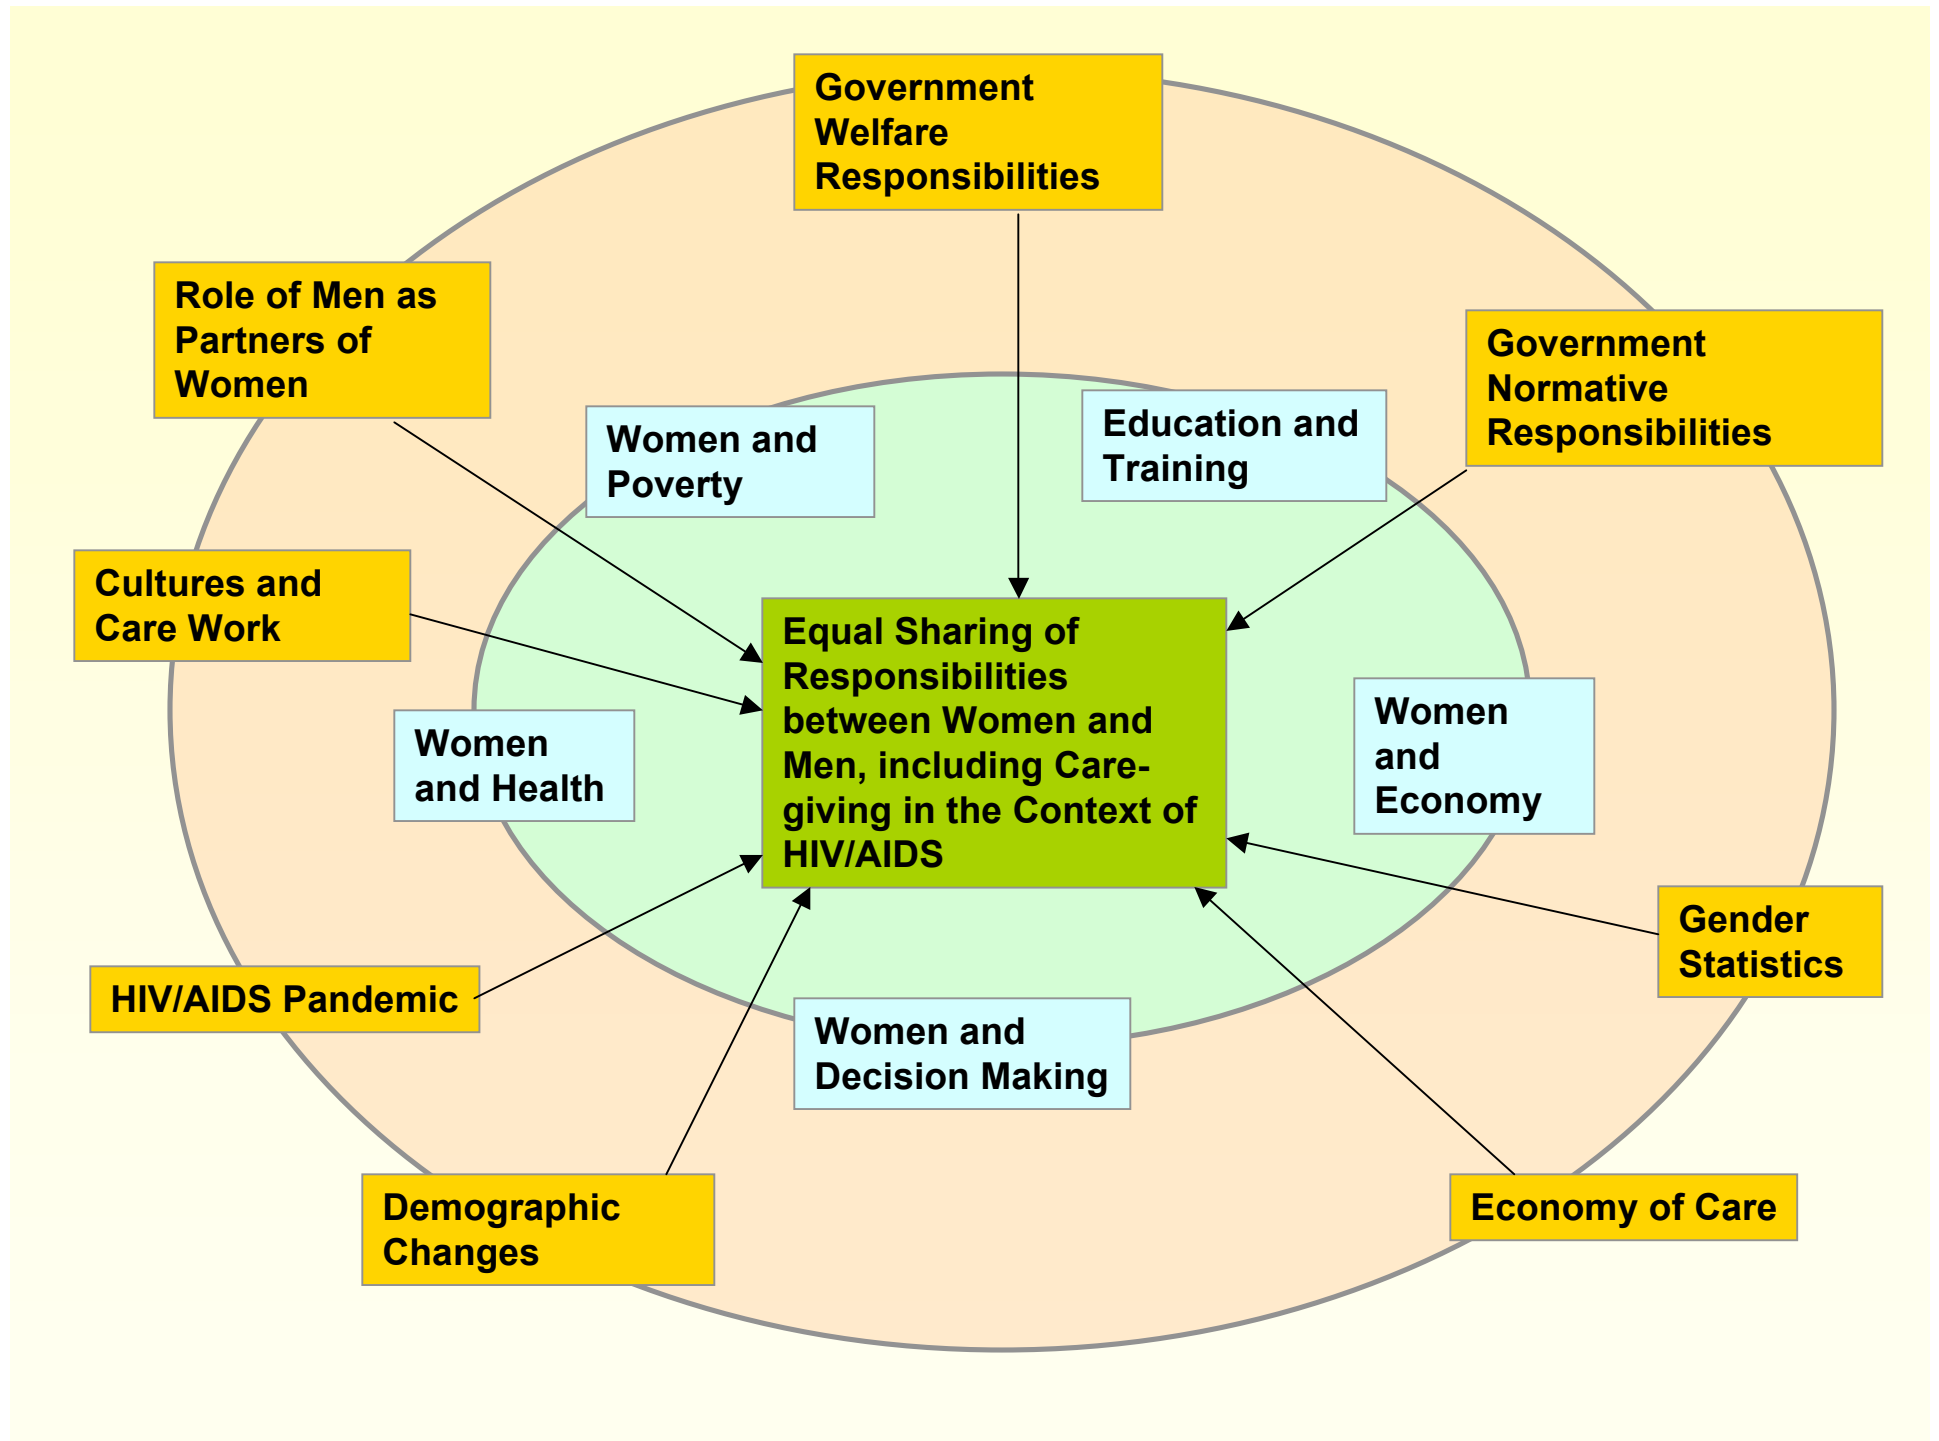 Government
Welfare
Responsibilities
Role of Men as
Partners of
Women
Government
Normative
Responsibilities
Women and
Poverty
Education and
Training
Cultures and
Care Work
Equal Sharing of
Responsibilities
between Women and
Men, including Care-
giving in the Context of
HIV/AIDS
Women
and Health
Women
and
Economy
Gender
Statistics
HIV/AIDS Pandemic
Women and
Decision Making
Demographic
Changes
Economy of Care